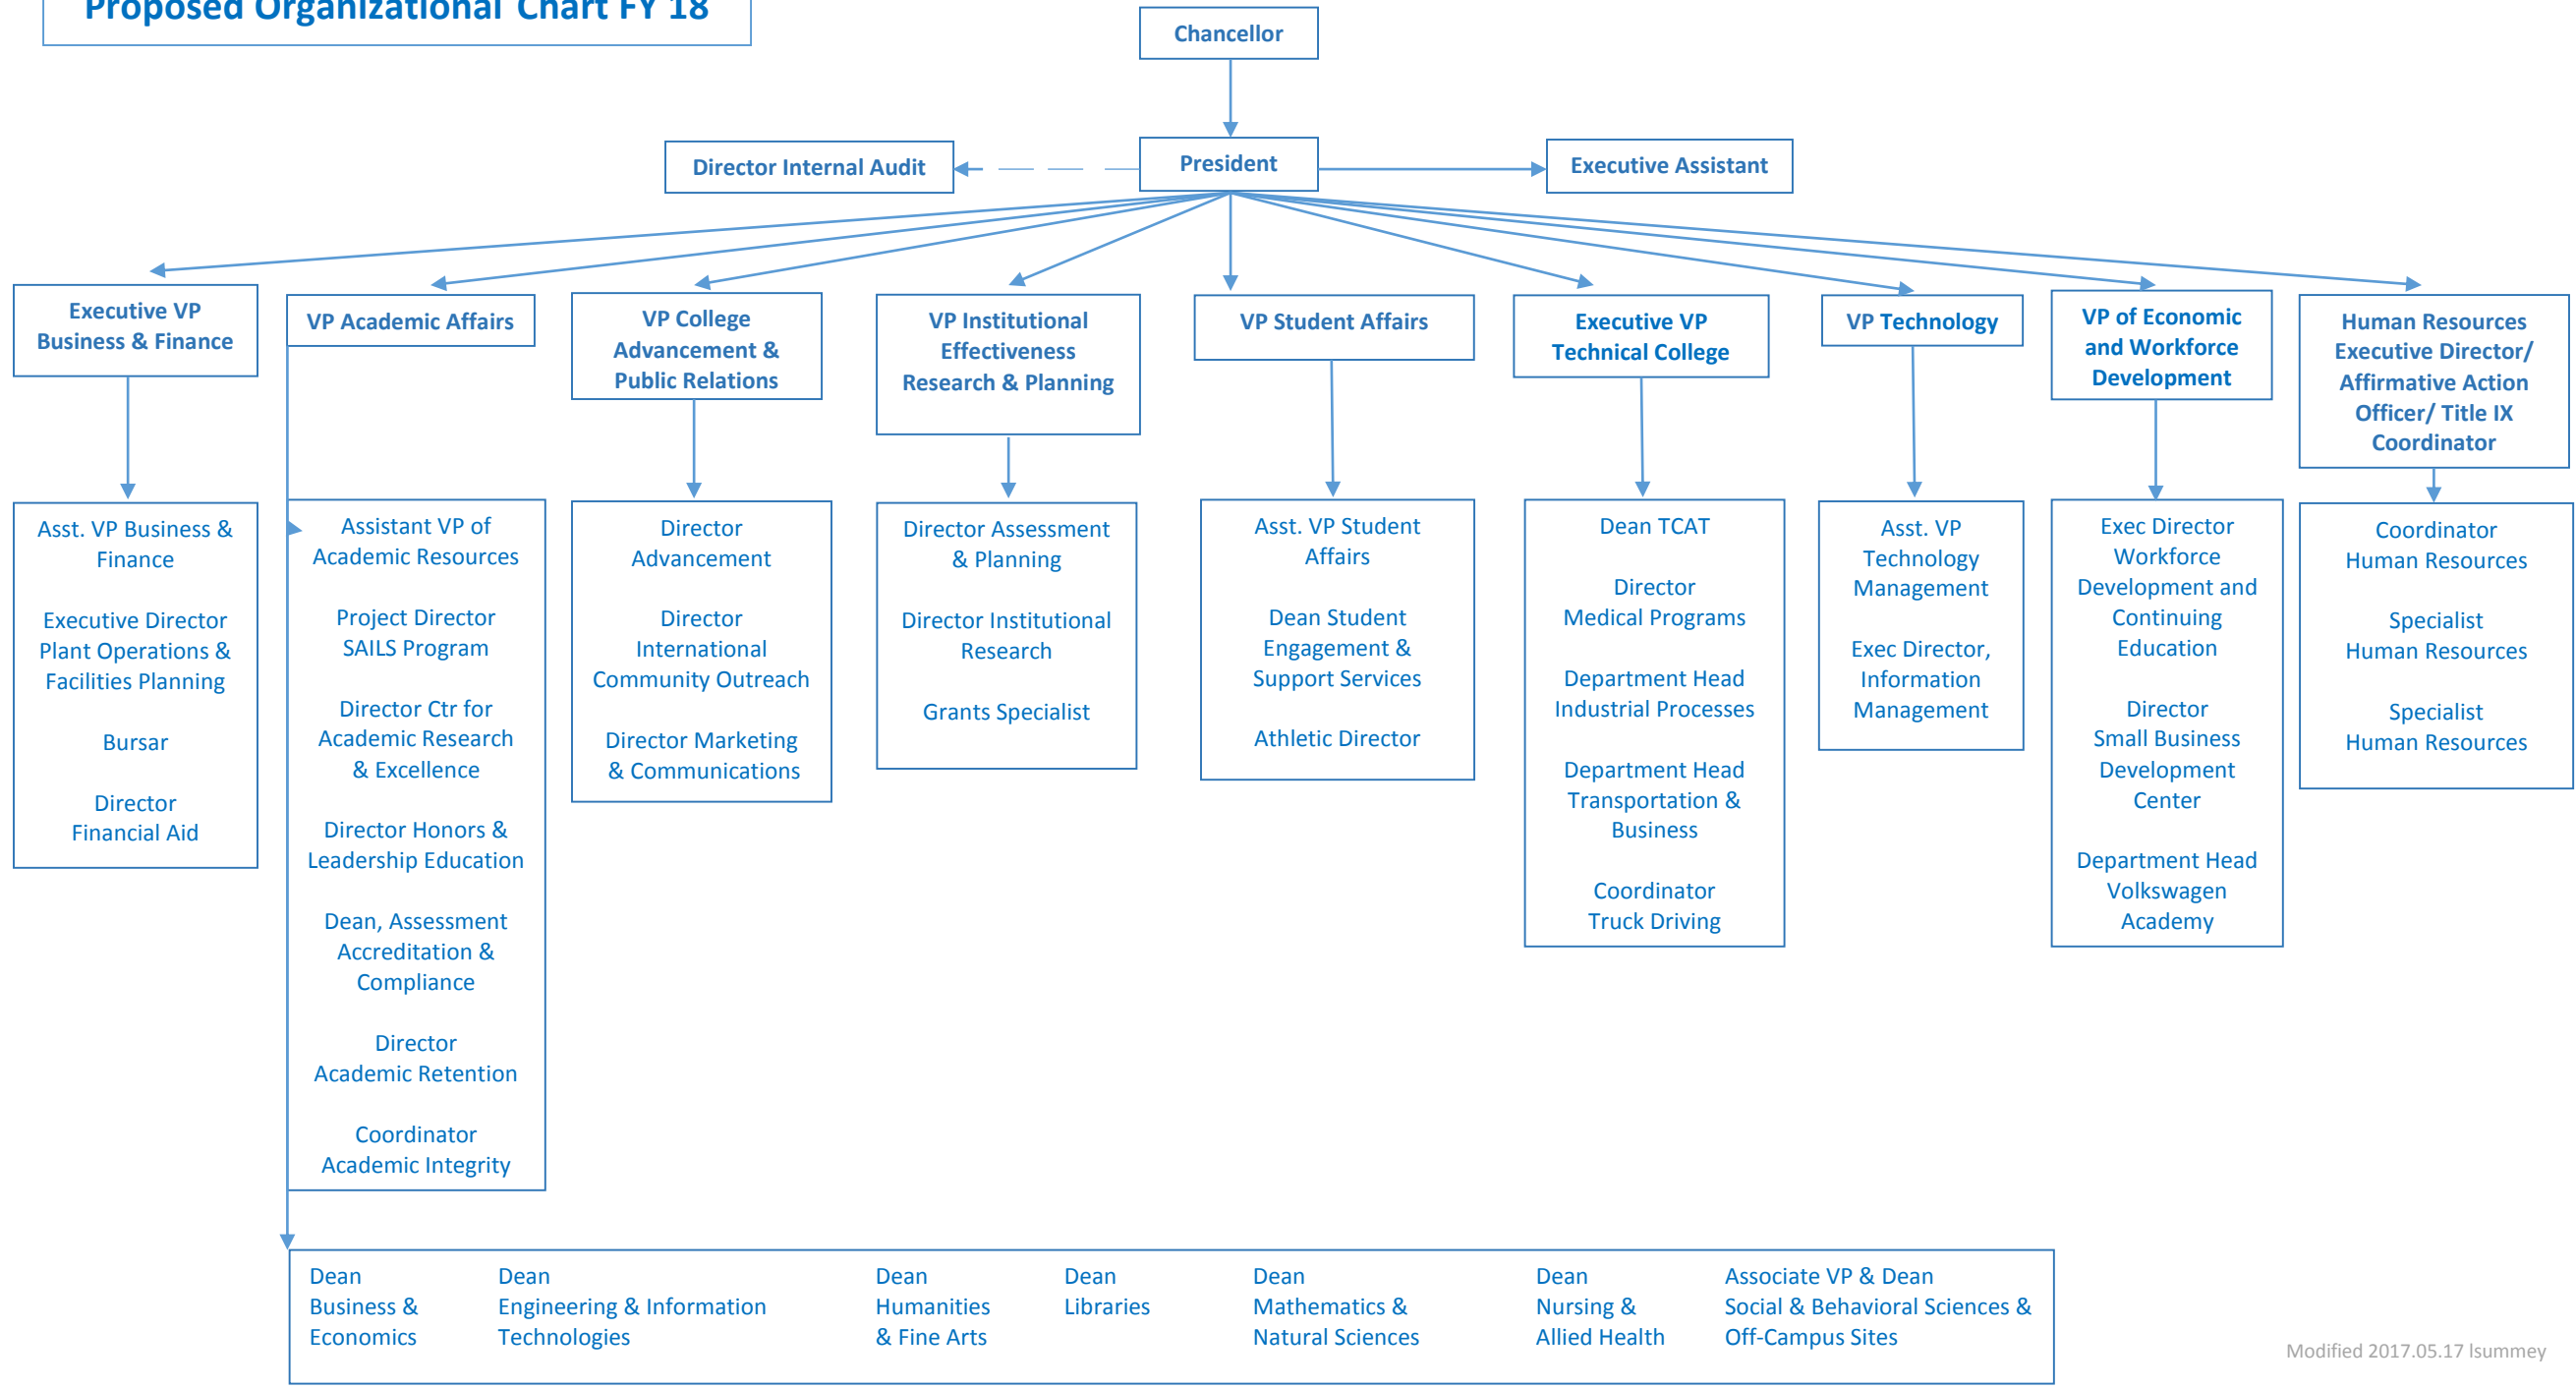 Proposed Organizational Chart FY 18
Chancellor
Director Internal Audit
President
Executive Assistant
Executive VP
Business & Finance
VP Academic Affairs
VP College
Advancement &
Public Relations
VP Institutional
Effectiveness
Research & Planning
VP Student Affairs
Executive VP
Technical College
VP Technology
VP of Economic
and Workforce
Development
Human Resources
Executive Director/
Affirmative Action
Officer/ Title IX
Coordinator
Asst. VP Business &
Finance
Executive Director
Plant Operations &
Facilities Planning
Bursar
Director
Financial Aid
Assistant VP of
Academic Resources
Project Director
SAILS Program
Director Ctr for
Academic Research
& Excellence
Director Honors &
Leadership Education
Dean, Assessment
Accreditation &
Compliance
Director
Academic Retention
Coordinator
Academic Integrity
Director
Advancement
Director
International
Community Outreach
Director Marketing
& Communications
Director Assessment
& Planning
Director Institutional
Research
Grants Specialist
Asst. VP Student
Affairs
Dean Student
Engagement &
Support Services
Athletic Director
Dean TCAT
Director
Medical Programs
Department Head
Industrial Processes
Department Head
Transportation &
Business
Coordinator
Truck Driving
Asst. VP
Technology
Management
Exec Director,
Information
Management
Exec Director
Workforce
Development and
Continuing
Education
Director
Small Business
Development
Center
Department Head
Volkswagen
Academy
Coordinator
Human Resources
Specialist
Human Resources
Specialist
Human Resources
Dean
Business &
Economics
Dean
Engineering & Information
Technologies
Dean
Humanities
& Fine Arts
Dean
Libraries
Dean
Mathematics &
Natural Sciences
Dean
Nursing &
Allied Health
Associate VP & Dean
Social & Behavioral Sciences &
Off-Campus Sites
Modified 2017.05.17 lsummey